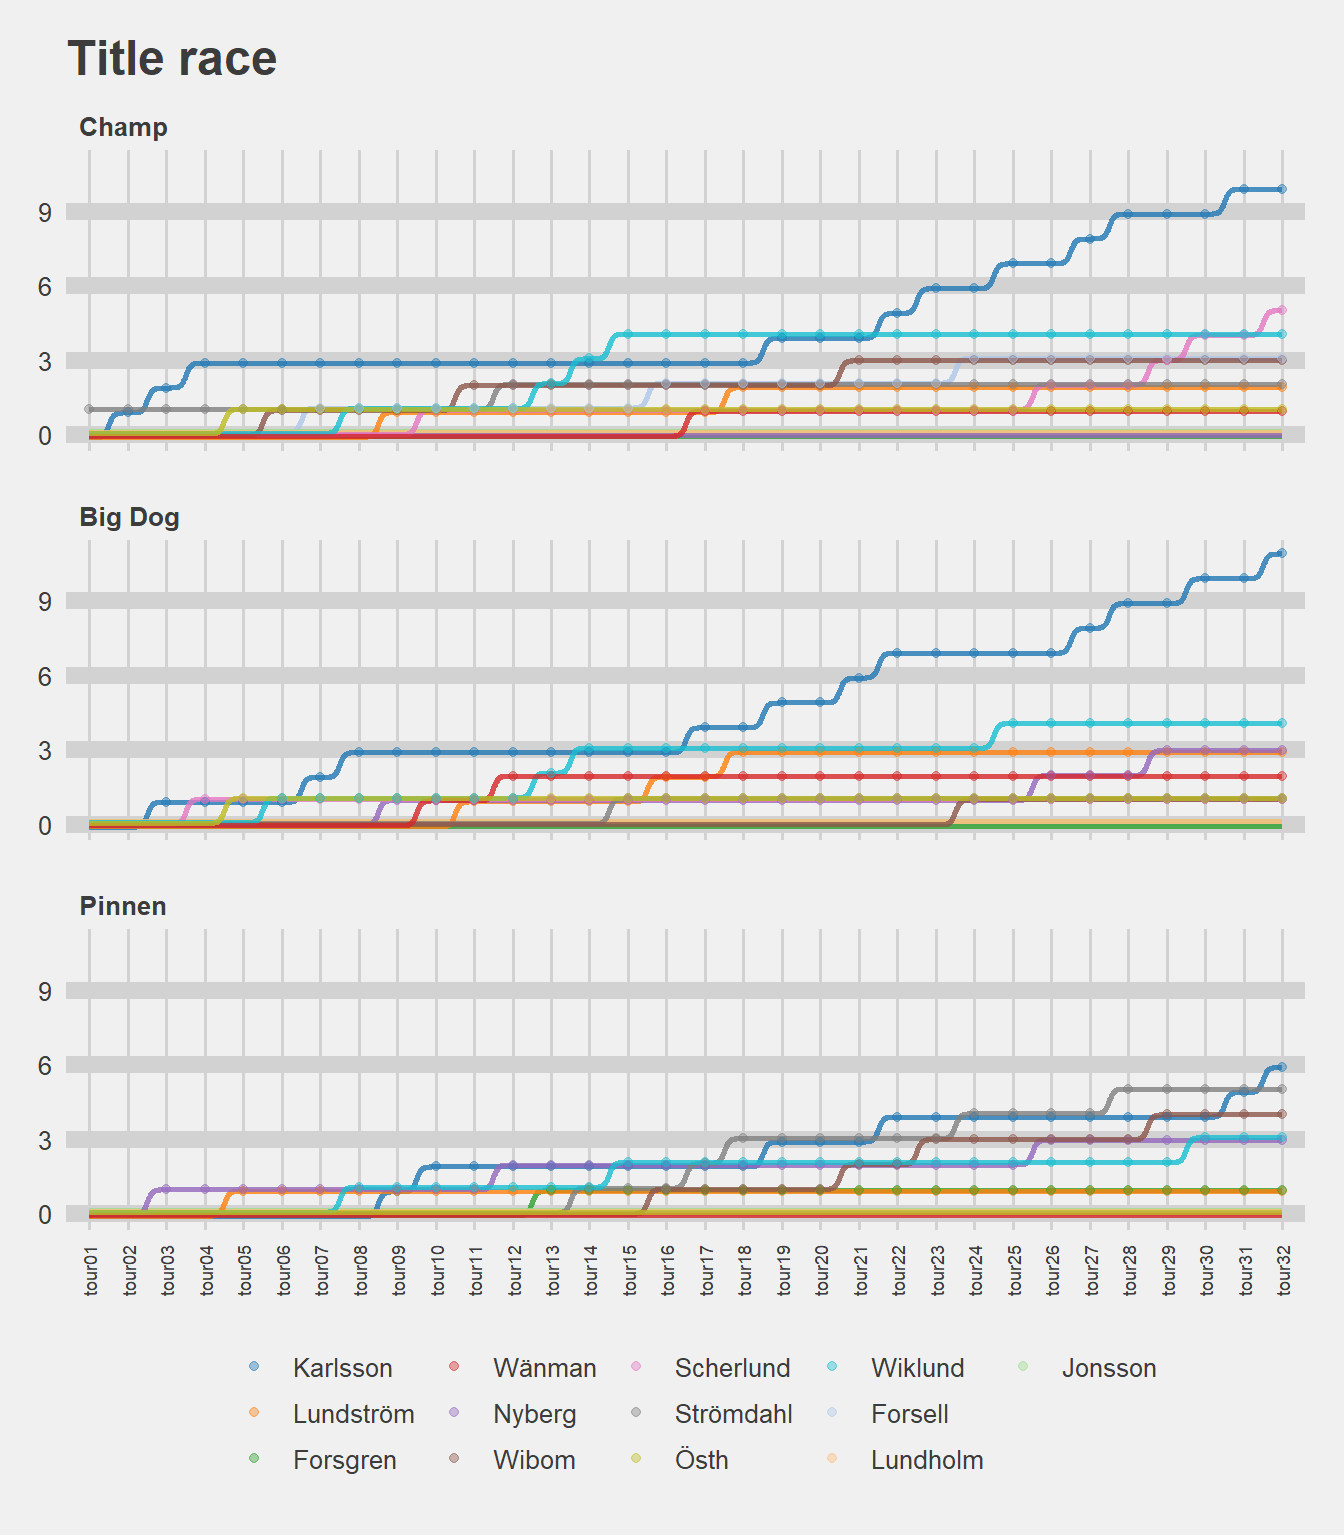 Title race
Champ
9
6
3
0
Big Dog
9
6
3
0
Pinnen
9
6
3
0
tour01 tour02 tour03 tour04 tour05 tour06 tour07 tour08 tour09 tour10 tour11 tour12 tour13 tour14 tour15 tour16 tour17 tour18 tour19 tour20 tour21 tour22 tour23 tour24 tour25 tour26 tour27 tour28 tour29 tour30 tour31 tour32
Karlsson Wänman Scherlund Wiklund Jonsson
Lundström Nyberg Strömdahl Forsell
Forsgren Wibom Östh Lundholm